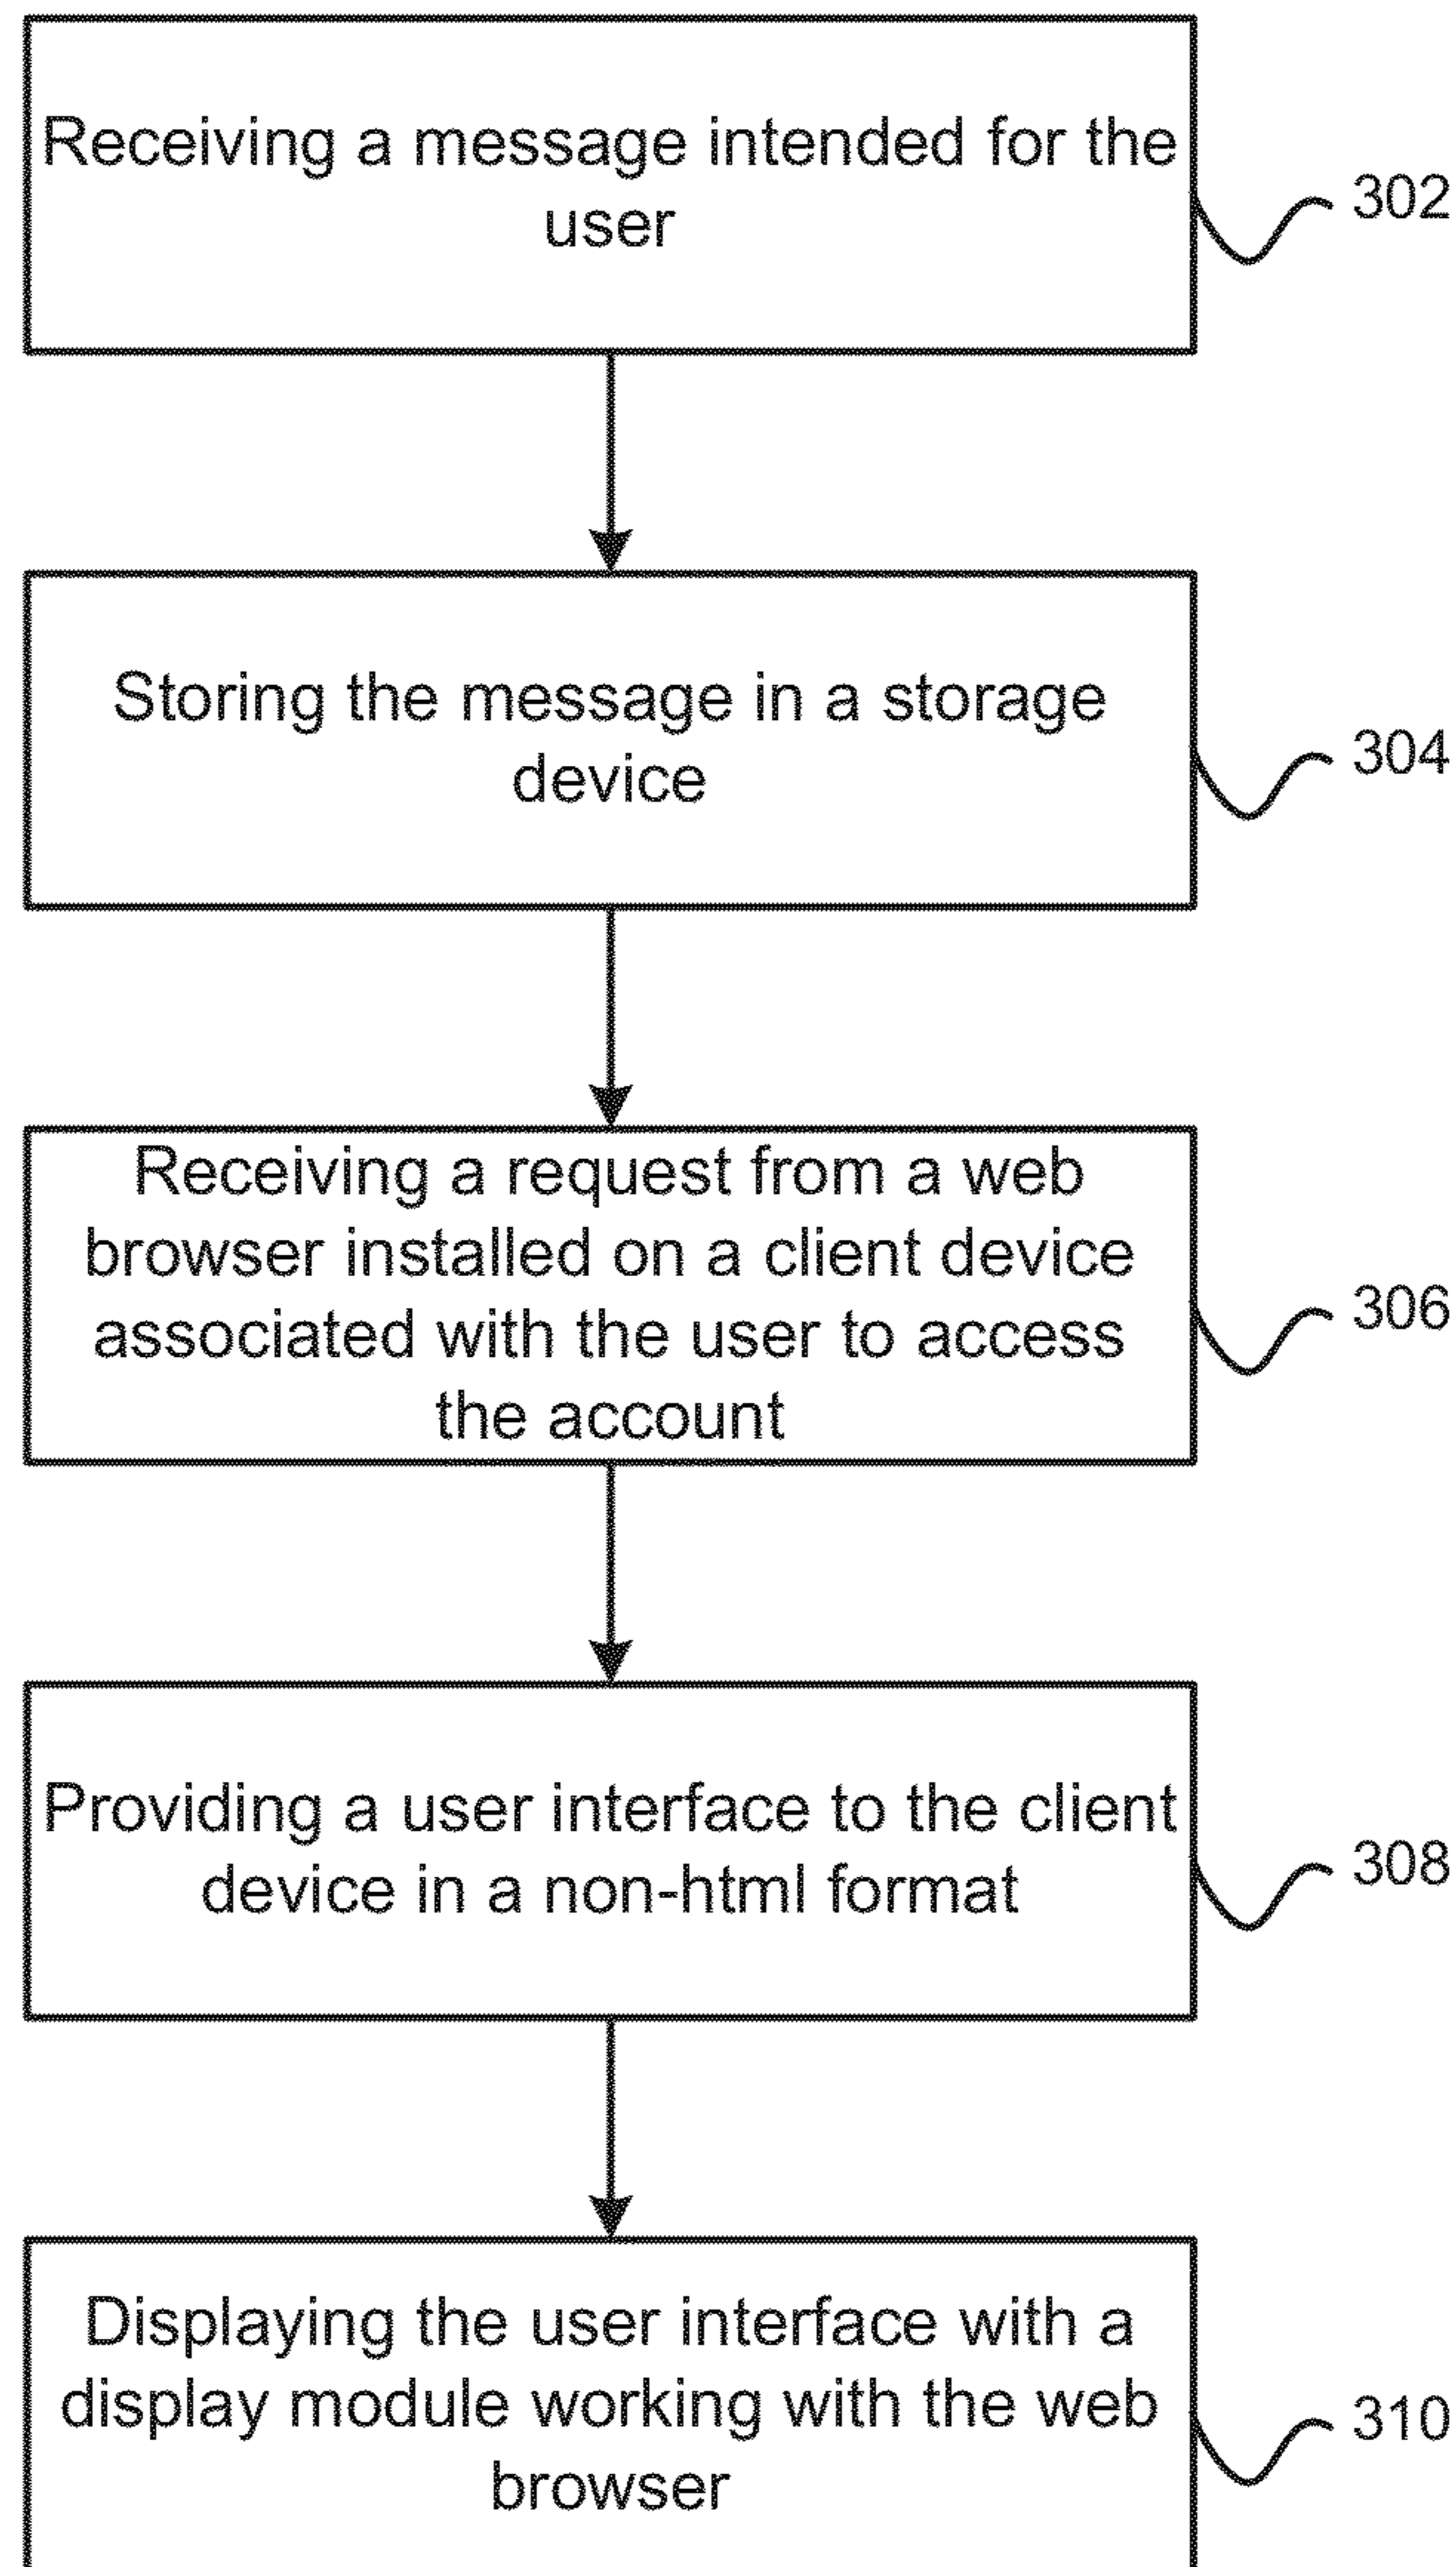 Receiving a message intended for the
user
302
Storing the message in a storage
device
304
Receiving a request from a web
browser installed on a client device
associated with the user to access
the account
306
Providing a user interface to the client
device in a non-html format
308
Displaying the user interface with a
display module working with the web
browser
310